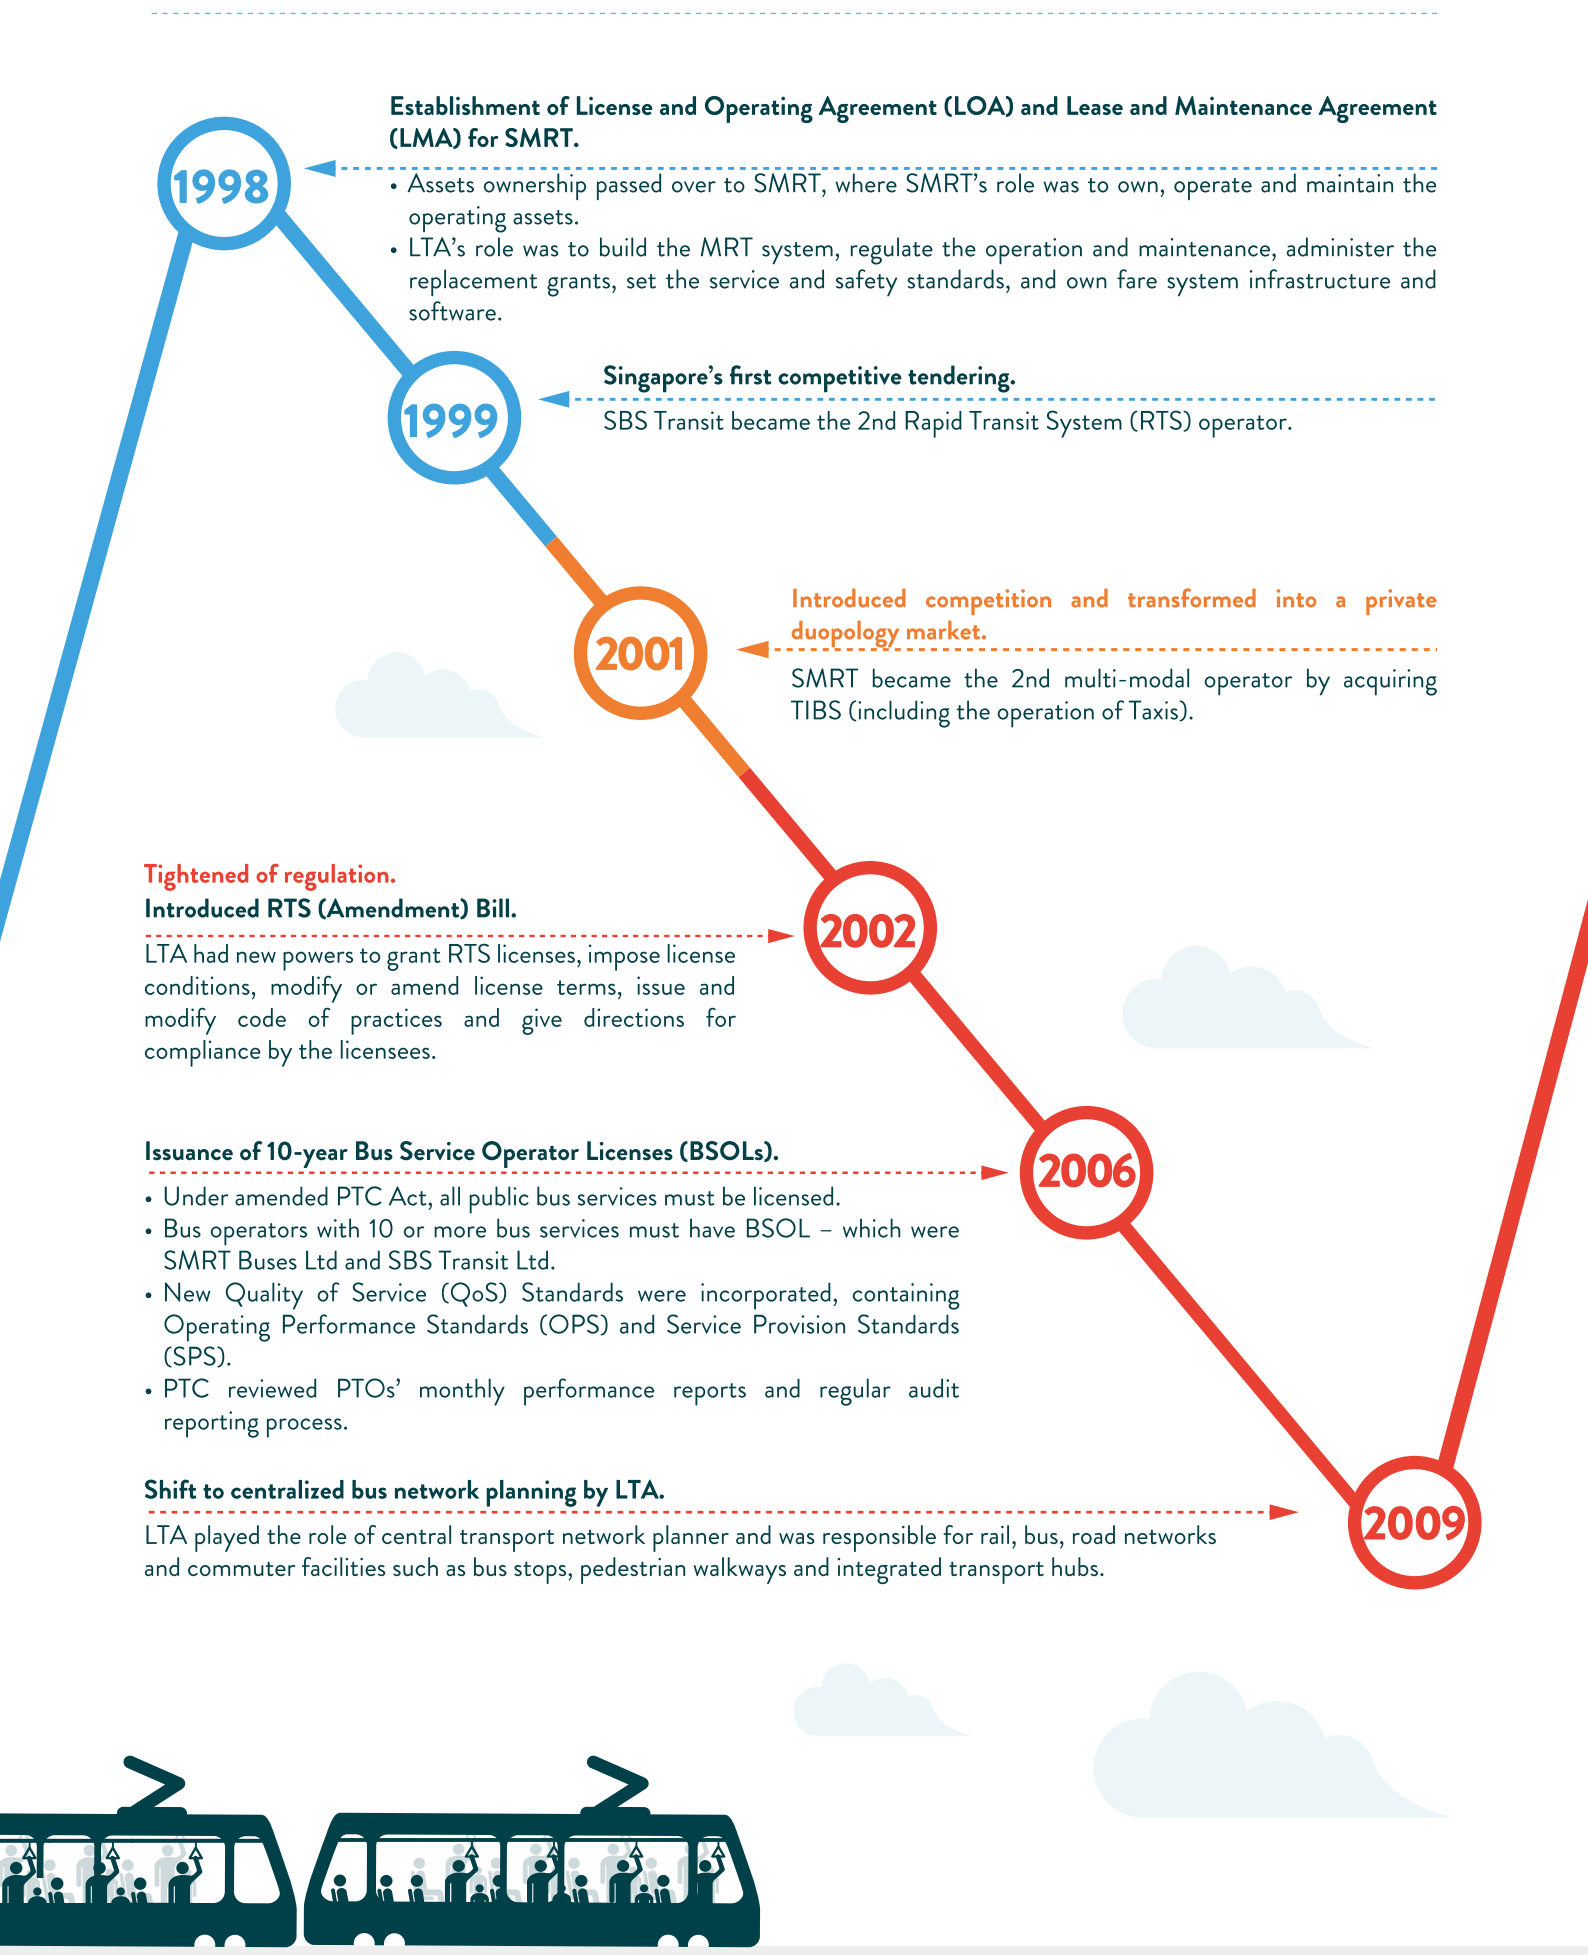 Establishment of License and Operating Agreement (LOA) and Lease and Maintenance Agreement
(LMA) for SMRT.
1998
• Assets ownership passed over to SMRT, where SMRT’s role was to own, operate and maintain the
operating assets.
• LTA’s role was to build the MRT system, regulate the operation and maintenance, administer the
replacement grants, set the service and safety standards, and own fare system infrastructure and
software.
Singapore’s first competitive tendering.
1999
SBS Transit became the 2nd Rapid Transit System (RTS) operator.
Introduced competition and transformed into a private
duopology market.
2001
SMRT became the 2nd multi-modal operator by acquiring
TIBS (including the operation of Taxis).
Tightened of regulation.
Introduced RTS (Amendment) Bill.
2002
LTA had new powers to grant RTS licenses, impose license
conditions, modify or amend license terms, issue and
modify code of practices and give directions for
compliance by the licensees.
Issuance of 10-year Bus Service Operator Licenses (BSOLs).
2006
• Under amended PTC Act, all public bus services must be licensed.
• Bus operators with 10 or more bus services must have BSOL – which were
SMRT Buses Ltd and SBS Transit Ltd.
• New Quality of Service (QoS) Standards were incorporated, containing
Operating Performance Standards (OPS) and Service Provision Standards
(SPS).
• PTC reviewed PTOs’ monthly performance reports and regular audit
reporting process.
Shift to centralized bus network planning by LTA.
2009
LTA played the role of central transport network planner and was responsible for rail, bus, road networks
and commuter facilities such as bus stops, pedestrian walkways and integrated transport hubs.